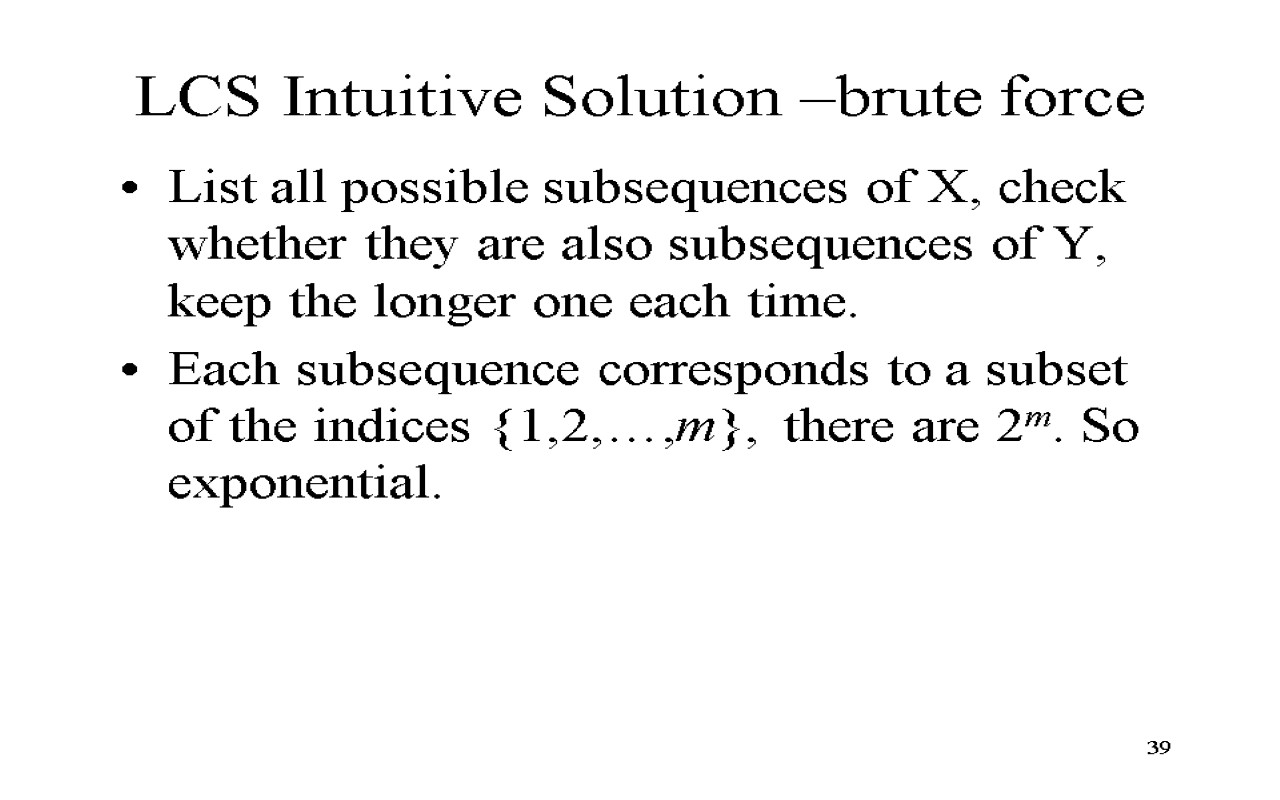 LCS Intuitive Solution –brute force
• List all possible subsequences of X, check
whether they are also subsequences of Y,
keep the longer one each time.
• Each subsequence corresponds to a subset
of the indices {1,2,…,m}, there are 2ᵐ. So
exponential.
39